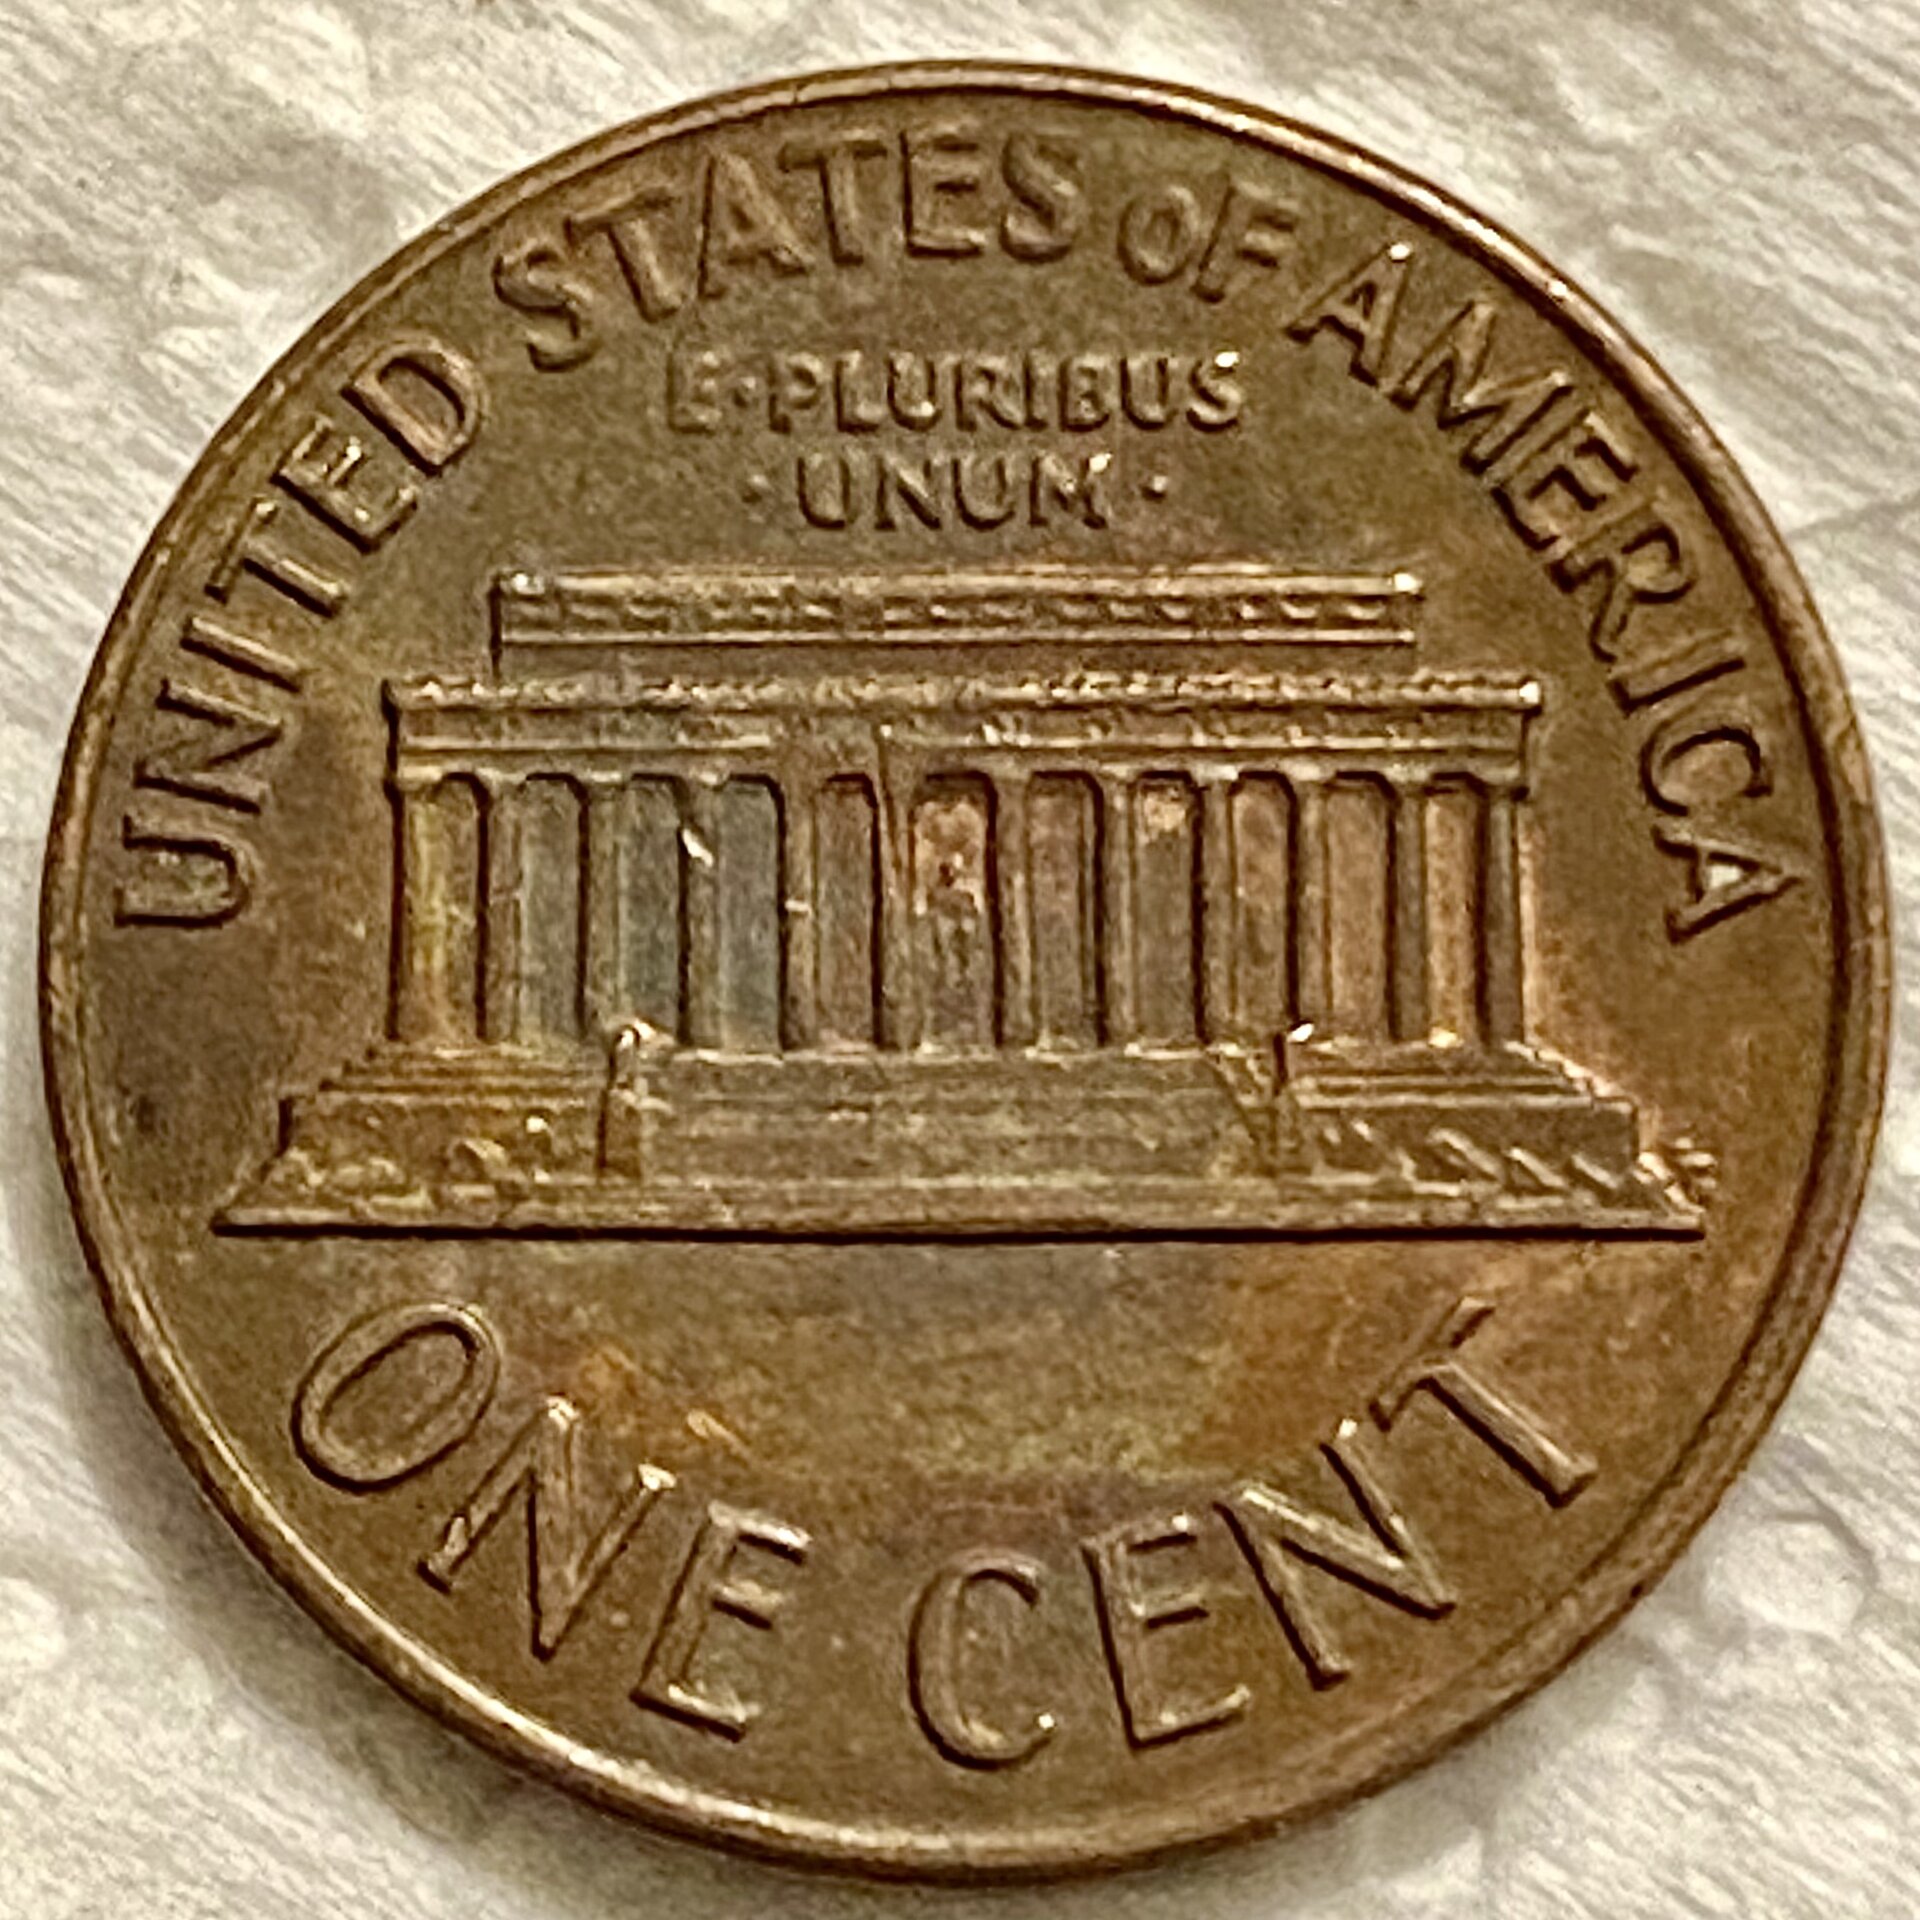 UNITED STATES OF AMERICA
E·PLURIBUS
·UNUM·
ONE CENT